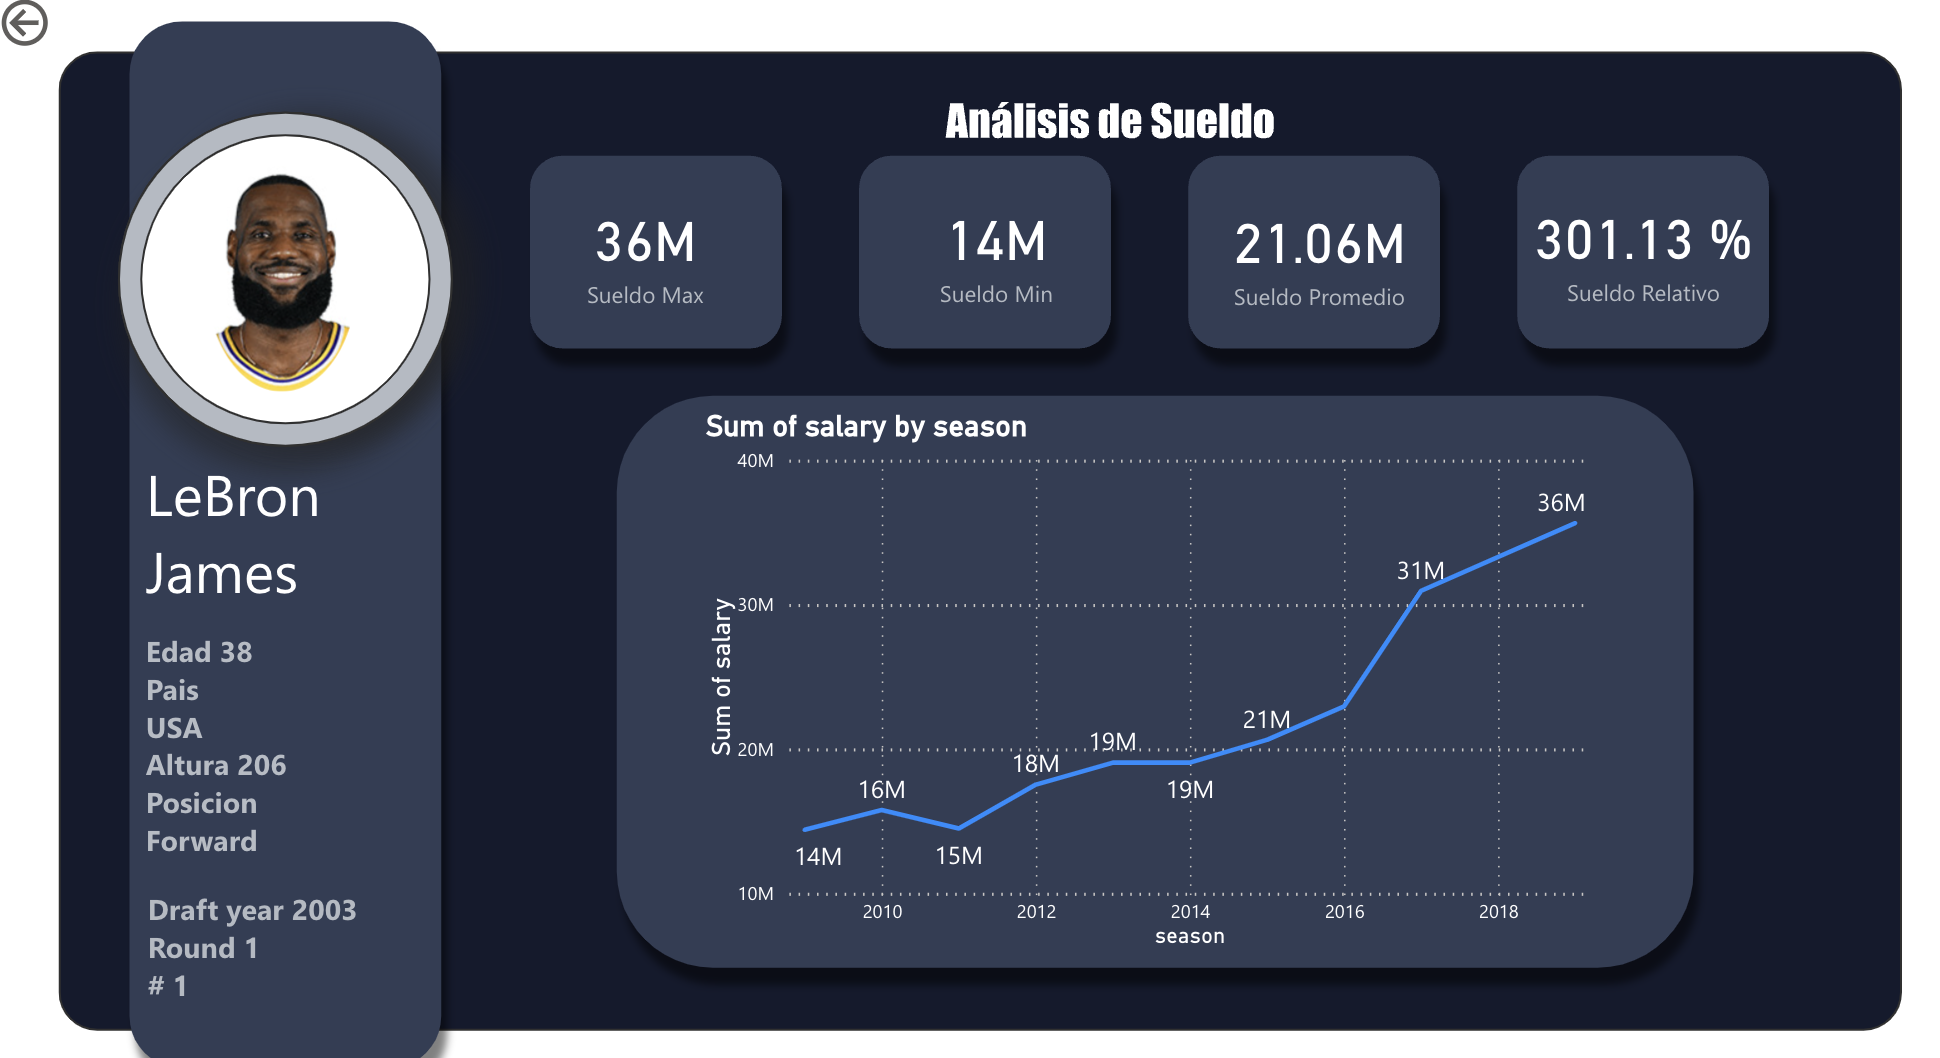 LeBron
James
Edad 38
Pais
USA
Altura 206
Posicion
Forward
Draft year 2003
Round 1
# 1
Análisis de Sueldo
36M
Sueldo Max
14M
Sueldo Min
21.06M
Sueldo Promedio
301.13 %
Sueldo Relativo
Sum of salary by season
Sum of salary
40M
30M
20M
10M
14M
16M
15M
18M
19M
19M
21M
31M
36M
2010
2012
2014
2016
2018
season